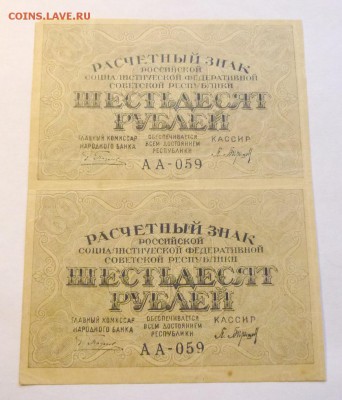 COINS.LAVE.RU
РАСЧЕТНЫЙ ЗНАК
РОССИЙСКОЙ
СОЦИАЛИСТИЧЕСКОЙ ФЕДЕРАТИВНОЙ
СОВЕТСКОЙ РЕСПУБЛИКИ
ШЕСТЬДЕСЯТ
РУБЛЕЙ
ГЛАВНЫЙ КОМИССАР
НАРОДНОГО БАНКА
ОБЕСПЕЧИВАЕТСЯ
ВСЕМ ДОСТОЯНИЕМ
РЕСПУБЛИКИ
КАССИР
АА-059
РАСЧЕТНЫЙ ЗНАК
РОССИЙСКОЙ
СОЦИАЛИСТИЧЕСКОЙ ФЕДЕРАТИВНОЙ
СОВЕТСКОЙ РЕСПУБЛИКИ
ШЕСТЬДЕСЯТ
РУБЛЕЙ
ГЛАВНЫЙ КОМИССАР
НАРОДНОГО БАНКА
ОБЕСПЕЧИВАЕТСЯ
ВСЕМ ДОСТОЯНИЕМ
РЕСПУБЛИКИ
КАССИР
АА-059